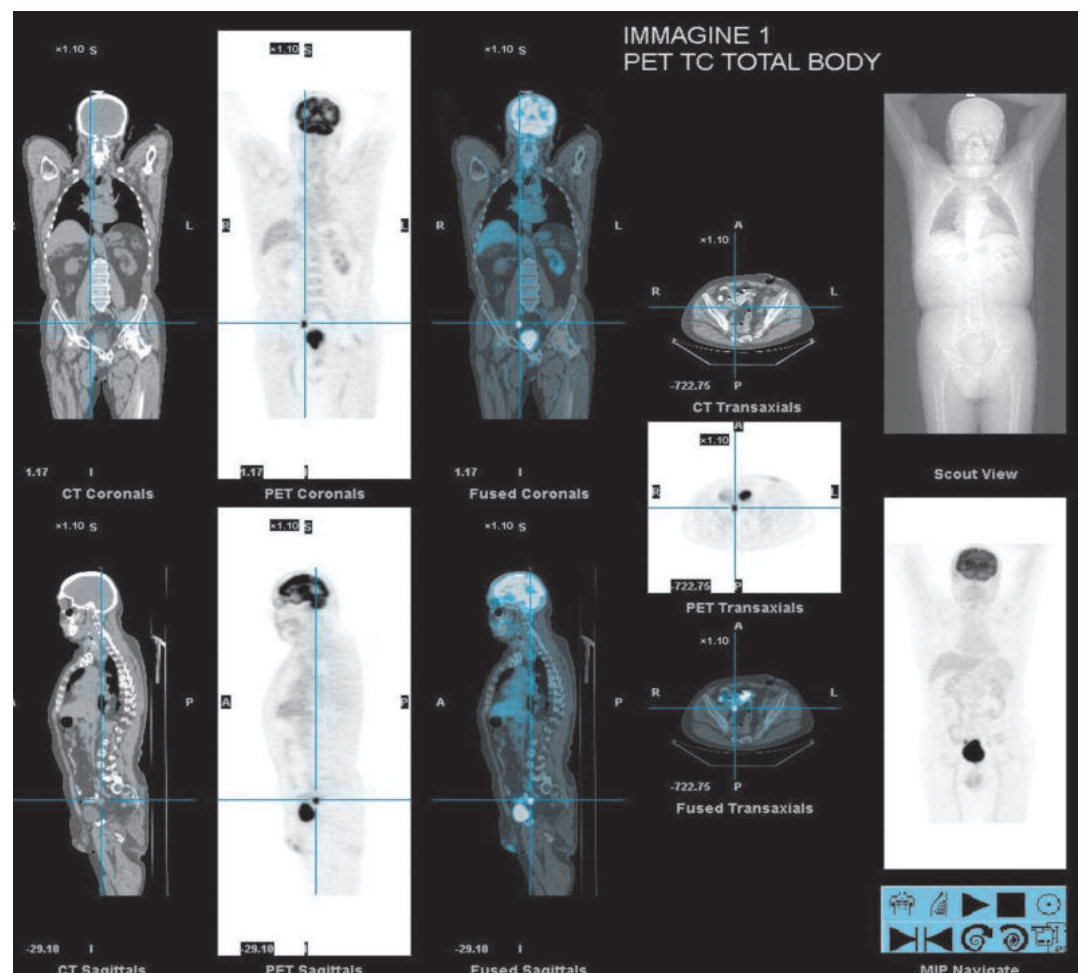 IMMAGINE 1
PET TC TOTAL BODY
×1.10 S
R
L
1.17 I
CT Coronals
×1.10 S
R
L
1.17 I
PET Coronals
×1.10 S
R
L
1.17 I
Fused Coronals
A
×1.10
R
L
-722.75 P
CT Transaxials
A
×1.10
R
L
-722.75 P
PET Transaxials
A
×1.10
R
L
-722.75 P
Fused Transaxials
Scout View
×1.10 S
A
P
-29.10 I
CT Sagittals
×1.10 S
A
P
-29.10 I
PET Sagittals
×1.10 S
A
P
-29.10 I
Fused Sagittals
MIP Navigate